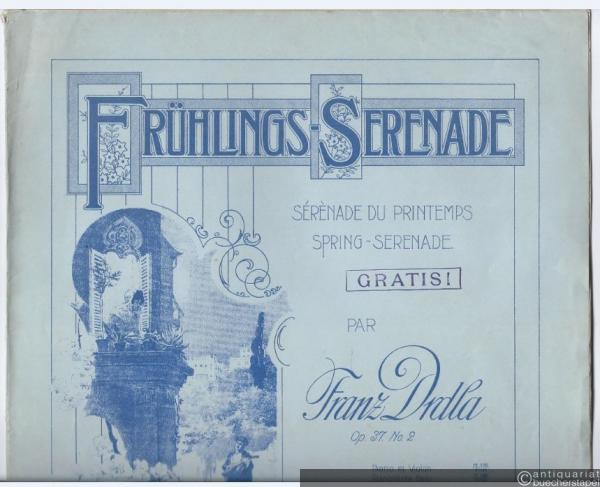 FRÜHLINGS-SERENADE
SÉRÈNADE DU PRINTEMPS
SPRING-SERENADE.
GRATIS!
PAR
Franz Drdla
Op. 37. No. 2
Piano et Violon
antiquariat
buecherstapel